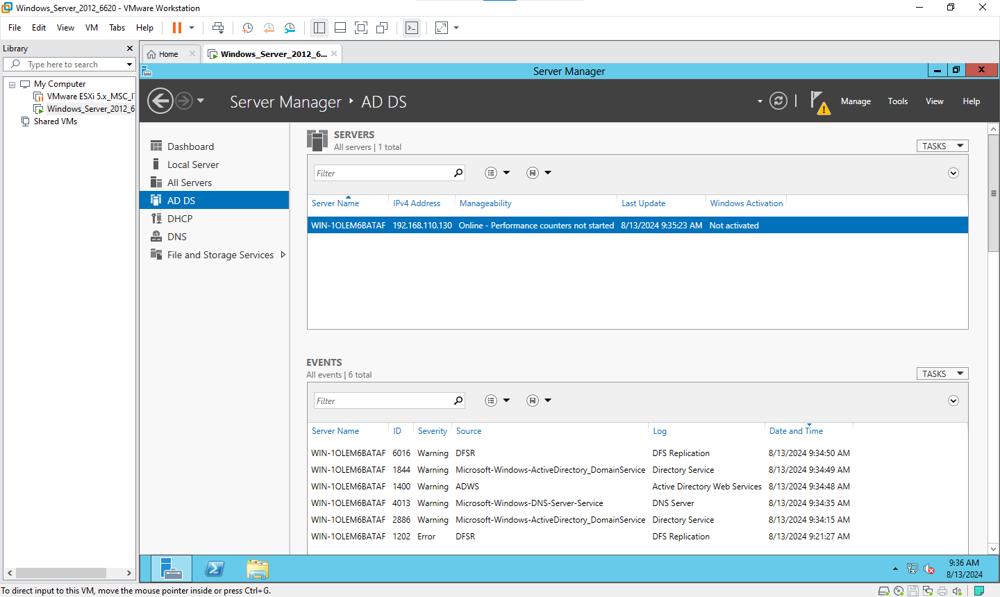 Windows_Server_2012_6620 - VMware Workstation
File Edit View VM Tabs Help
Library
Type here to search
My Computer
VMware ESXi 5.x_MSC_I
Windows_Server_2012_6
Shared VMs
Home
Windows_Server_2012_6...
Server Manager
Server Manager AD DS
Manage Tools View Help
Dashboard
Local Server
All Servers
AD DS
DHCP
DNS
File and Storage Services
SERVERS
All servers | 1 total
TASKS
Filter
Server Name IPv4 Address Manageability Last Update Windows Activation
WIN-1OLEM6BATAF 192.168.110.130 Online - Performance counters not started 8/13/2024 9:35:23 AM Not activated
EVENTS
All events | 6 total
TASKS
Filter
Server Name ID Severity Source Log Date and Time
WIN-1OLEM6BATAF 6016 Warning DFSR DFS Replication 8/13/2024 9:34:50 AM
WIN-1OLEM6BATAF 1844 Warning Microsoft-Windows-ActiveDirectory_DomainService Directory Service 8/13/2024 9:34:49 AM
WIN-1OLEM6BATAF 1400 Warning ADWS Active Directory Web Services 8/13/2024 9:34:48 AM
WIN-1OLEM6BATAF 4013 Warning Microsoft-Windows-DNS-Server-Service DNS Server 8/13/2024 9:34:35 AM
WIN-1OLEM6BATAF 2886 Warning Microsoft-Windows-ActiveDirectory_DomainService Directory Service 8/13/2024 9:34:15 AM
WIN-1OLEM6BATAF 1202 Error DFSR DFS Replication 8/13/2024 9:21:27 AM
9:36 AM
8/13/2024
To direct input to this VM, move the mouse pointer inside or press Ctrl+G.